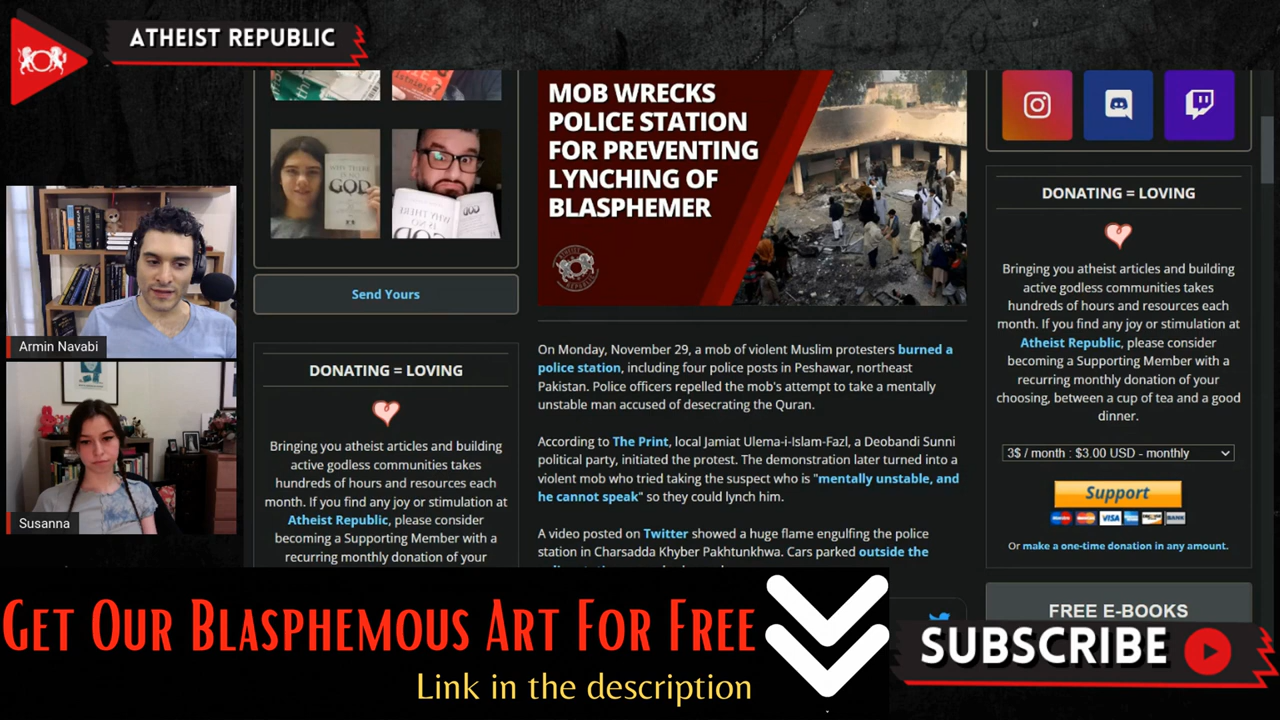 ATHEIST REPUBLIC
Armin Navabi
Susanna
WHY THERE
IS NO
GOD
WHY THERE
IS NO
GOD
Send Yours
DONATING = LOVING
Bringing you atheist articles and building
active godless communities takes
hundreds of hours and resources each
month. If you find any joy or stimulation at
Atheist Republic, please consider
becoming a Supporting Member with a
recurring monthly donation of your
MOB WRECKS
POLICE STATION
FOR PREVENTING
LYNCHING OF
BLASPHEMER
On Monday, November 29, a mob of violent Muslim protesters burned a
police station, including four police posts in Peshawar, northeast
Pakistan. Police officers repelled the mob's attempt to take a mentally
unstable man accused of desecrating the Quran.
According to The Print, local Jamiat Ulema-i-Islam-Fazl, a Deobandi Sunni
political party, initiated the protest. The demonstration later turned into a
violent mob who tried taking the suspect who is "mentally unstable, and
he cannot speak" so they could lynch him.
A video posted on Twitter showed a huge flame engulfing the police
station in Charsadda Khyber Pakhtunkhwa. Cars parked outside the
DONATING = LOVING
Bringing you atheist articles and building
active godless communities takes
hundreds of hours and resources each
month. If you find any joy or stimulation at
Atheist Republic, please consider
becoming a Supporting Member with a
recurring monthly donation of your
choosing, between a cup of tea and a good
dinner.
3$ / month : $3.00 USD - monthly
Support
VISA
BANK
Or make a one-time donation in any amount.
FREE E-BOOKS
GET OUR BLASPHEMOUS ART FOR FREE
Link in the description
SUBSCRIBE